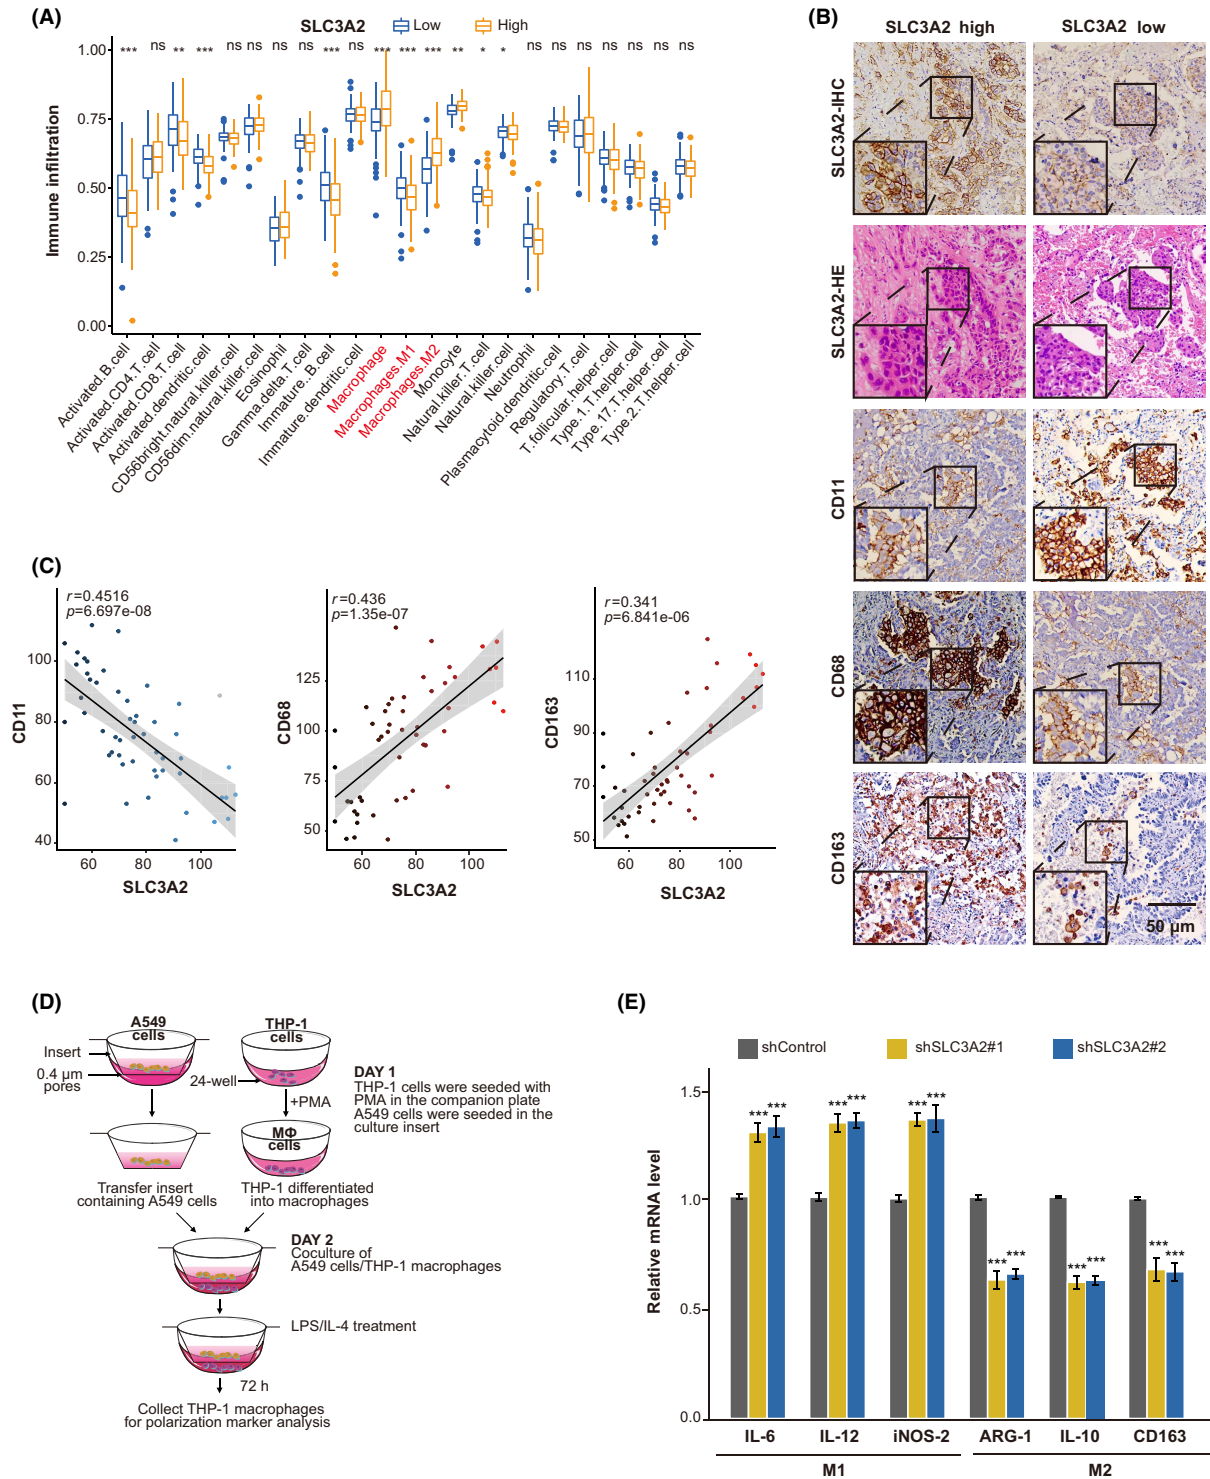 (A)
SLC3A2 Low High
*** ns ** *** ns ns ns ns *** ns *** *** *** ** * * ns ns ns ns ns ns ns
Immune infiltration
1.00
0.75
0.50
0.25
0.00
Activated.B.cell
Activated.CD4.T.cell
Activated.CD8.T.cell
Activated.dendritic.cell
CD56bright.natural.killer.cell
CD56dim.natural.killer.cell
Eosinophil
Gamma.delta.T.cell
Immature..B.cell
Immature.dendritic.cell
Macrophage
Macrophages.M1
Macrophages.M2
Monocyte
Natural.killer.T.cell
Natural.killer.cell
Neutrophil
Plasmacytoid.dendritic.cell
Regulatory.T.cell
T.follicular.helper.cell
Type.1.T.helper.cell
Type.17.T.helper.cell
Type.2.T.helper.cell
(B)
SLC3A2 high
SLC3A2 low
SLC3A2-IHC
SLC3A2-HE
CD11
CD68
CD163
50 µm
(C)
r=0.4516
p=6.697e-08
CD11
100
80
60
40
60 80 100
SLC3A2
r=0.436
p=1.35e-07
CD68
125
100
75
50
60 80 100
SLC3A2
r=0.341
p=6.841e-06
CD163
110
90
70
50
60 80 100
SLC3A2
(D)
A549
cells
THP-1
cells
Insert
0.4 µm
pores
24-well
+PMA
DAY 1
THP-1 cells were seeded with
PMA in the companion plate
A549 cells were seeded in the
culture insert
MΦ
cells
Transfer insert
containing A549 cells
THP-1 differentiated
into macrophages
DAY 2
Coculture of
A549 cells/THP-1 macrophages
LPS/IL-4 treatment
72 h
Collect THP-1 macrophages
for polarization marker analysis
(E)
shControl shSLC3A2#1 shSLC3A2#2
Relative mRNA level
1.5
1.0
0.5
0.0
*** *** *** *** *** *** *** *** *** *** *** ***
IL-6 IL-12 iNOS-2 ARG-1 IL-10 CD163
M1 M2